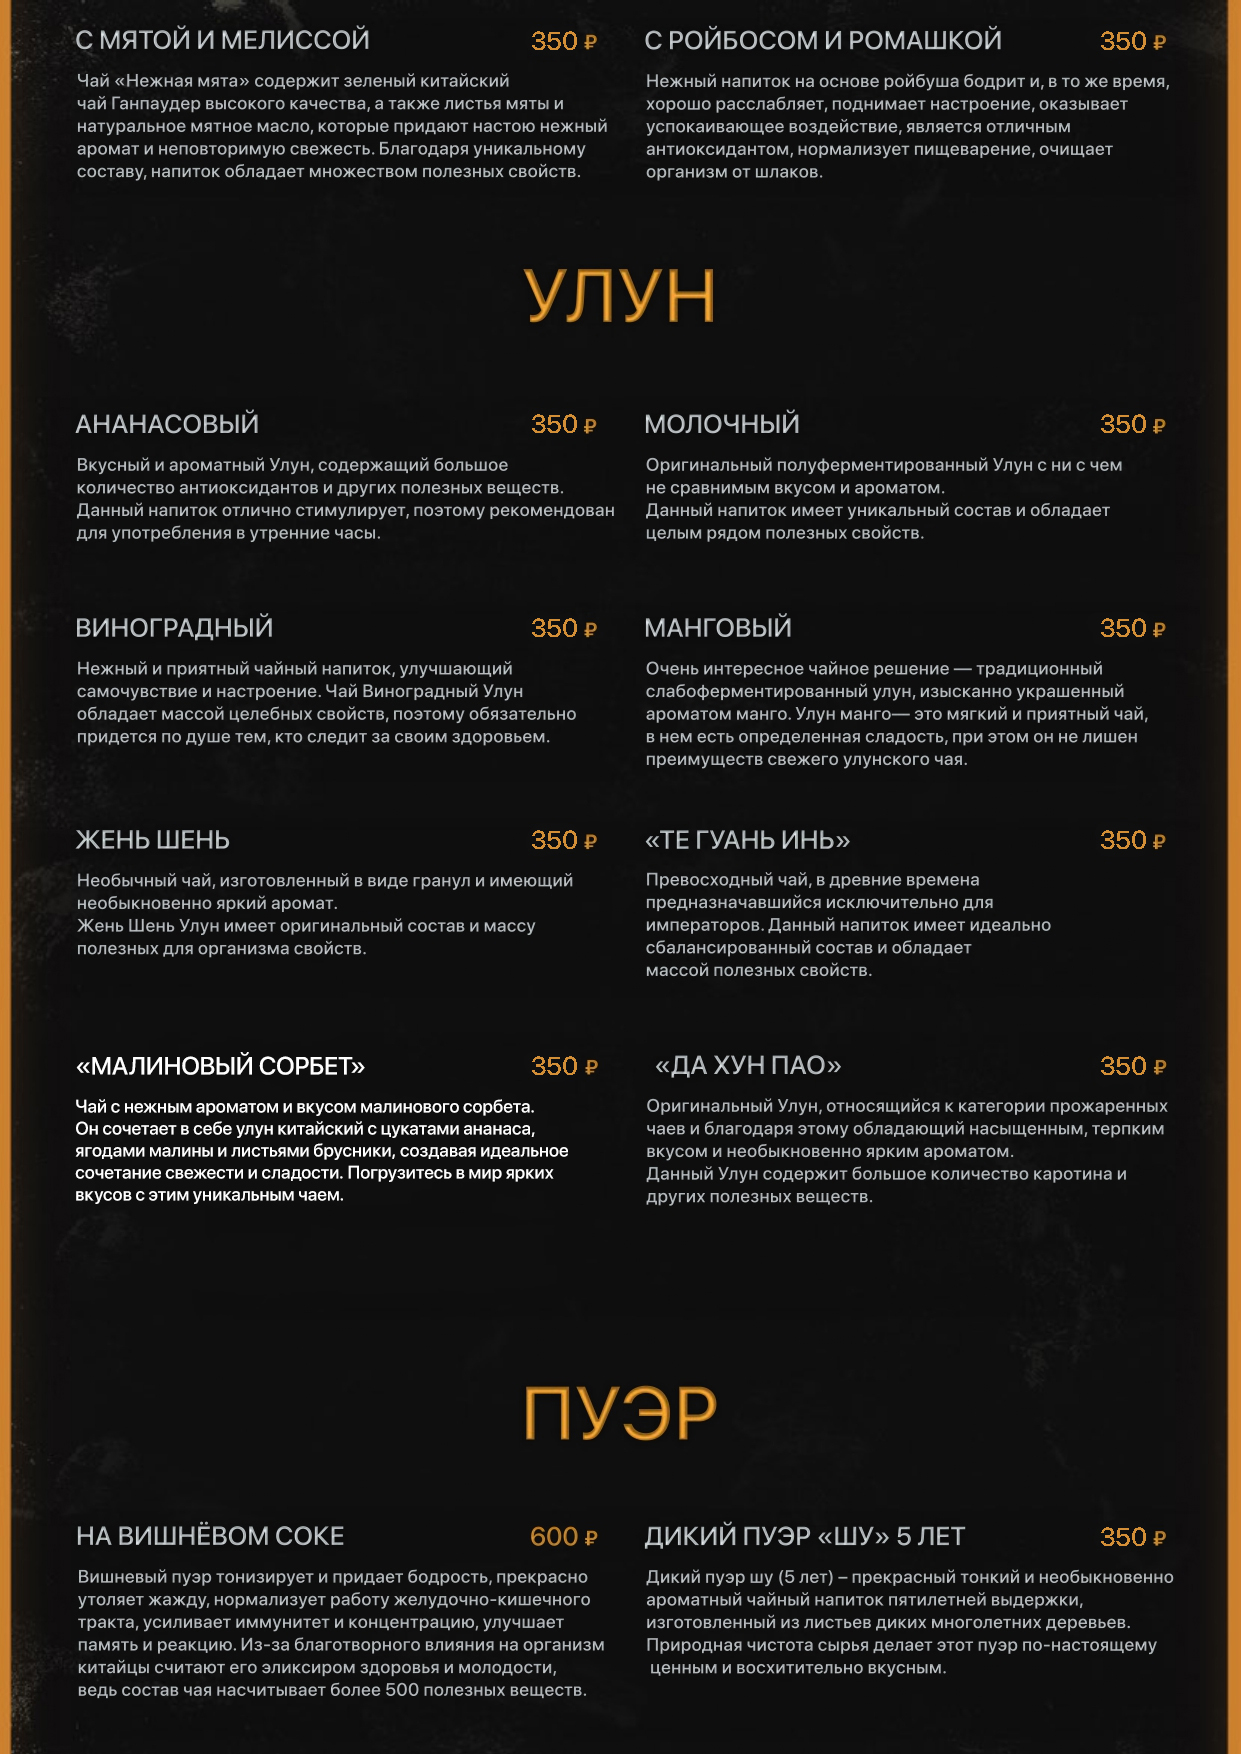 С МЯТОЙ И МЕЛИССОЙ 350 ₽
Чай «Нежная мята» содержит зеленый китайский
чай Ганпаудер высокого качества, а также листья мяты и
натуральное мятное масло, которые придают настою нежный
аромат и неповторимую свежесть. Благодаря уникальному
составу, напиток обладает множеством полезных свойств.
С РОЙБОСОМ И РОМАШКОЙ 350 ₽
Нежный напиток на основе ройбуша бодрит и, в то же время,
хорошо расслабляет, поднимает настроение, оказывает
успокаивающее воздействие, является отличным
антиоксидантом, нормализует пищеварение, очищает
организм от шлаков.
УЛУН
АНАНАСОВЫЙ 350 ₽
Вкусный и ароматный Улун, содержащий большое
количество антиоксидантов и других полезных веществ.
Данный напиток отлично стимулирует, поэтому рекомендован
для употребления в утренние часы.
МОЛОЧНЫЙ 350 ₽
Оригинальный полуферментированный Улун с ни с чем
не сравнимым вкусом и ароматом.
Данный напиток имеет уникальный состав и обладает
целым рядом полезных свойств.
ВИНОГРАДНЫЙ 350 ₽
Нежный и приятный чайный напиток, улучшающий
самочувствие и настроение. Чай Виноградный Улун
обладает массой целебных свойств, поэтому обязательно
придется по душе тем, кто следит за своим здоровьем.
МАНГОВЫЙ 350 ₽
Очень интересное чайное решение — традиционный
слабоферментированный улун, изысканно украшенный
ароматом манго. Улун манго— это мягкий и приятный чай,
в нем есть определенная сладость, при этом он не лишен
преимуществ свежего улунского чая.
ЖЕНЬ ШЕНЬ 350 ₽
Необычный чай, изготовленный в виде гранул и имеющий
необыкновенно яркий аромат.
Жень Шень Улун имеет оригинальный состав и массу
полезных для организма свойств.
«ТЕ ГУАНЬ ИНЬ» 350 ₽
Превосходный чай, в древние времена
предназначавшийся исключительно для
императоров. Данный напиток имеет идеально
сбалансированный состав и обладает
массой полезных свойств.
«МАЛИНОВЫЙ СОРБЕТ» 350 ₽
Чай с нежным ароматом и вкусом малинового сорбета.
Он сочетает в себе улун китайский с цукатами ананаса,
ягодами малины и листьями брусники, создавая идеальное
сочетание свежести и сладости. Погрузитесь в мир ярких
вкусов с этим уникальным чаем.
«ДА ХУН ПАО» 350 ₽
Оригинальный Улун, относящийся к категории прожаренных
чаев и благодаря этому обладающий насыщенным, терпким
вкусом и необыкновенно ярким ароматом.
Данный Улун содержит большое количество каротина и
других полезных веществ.
ПУЭР
НА ВИШНЁВОМ СОКЕ 600 ₽
Вишневый пуэр тонизирует и придает бодрость, прекрасно
утоляет жажду, нормализует работу желудочно-кишечного
тракта, усиливает иммунитет и концентрацию, улучшает
память и реакцию. Из-за благотворного влияния на организм
китайцы считают его эликсиром здоровья и молодости,
ведь состав чая насчитывает более 500 полезных веществ.
ДИКИЙ ПУЭР «ШУ» 5 ЛЕТ 350 ₽
Дикий пуэр шу (5 лет) – прекрасный тонкий и необыкновенно
ароматный чайный напиток пятилетней выдержки,
изготовленный из листьев диких многолетних деревьев.
Природная чистота сырья делает этот пуэр по-настоящему
ценным и восхитительно вкусным.